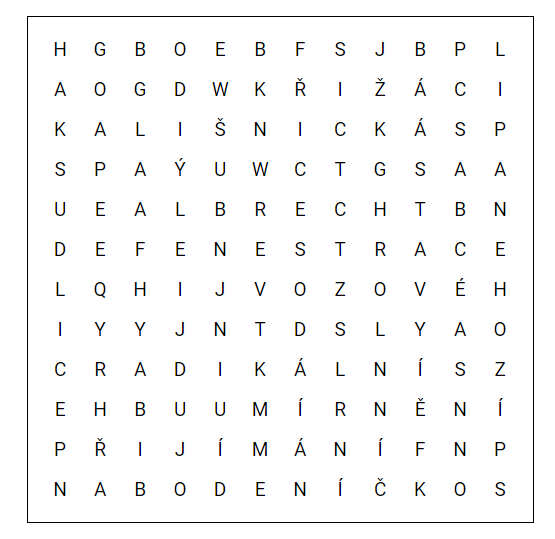 H G B O E B F S J B P L
A O G D W K Ř I Ž Á C I
K A L I Š N I C K Á S P
S P A Ý U W C T G S A A
U E A L B R E C H T B N
D E F E N E S T R A C E
L Q H I J V O Z O V É H
I Y Y J N T D S L Y A O
C R A D I K Á L N Í S Z
E H B U U M Í R N Ě N Í
P Ř I J Í M Á N Í F N P
N A B O D E N Í Č K O S